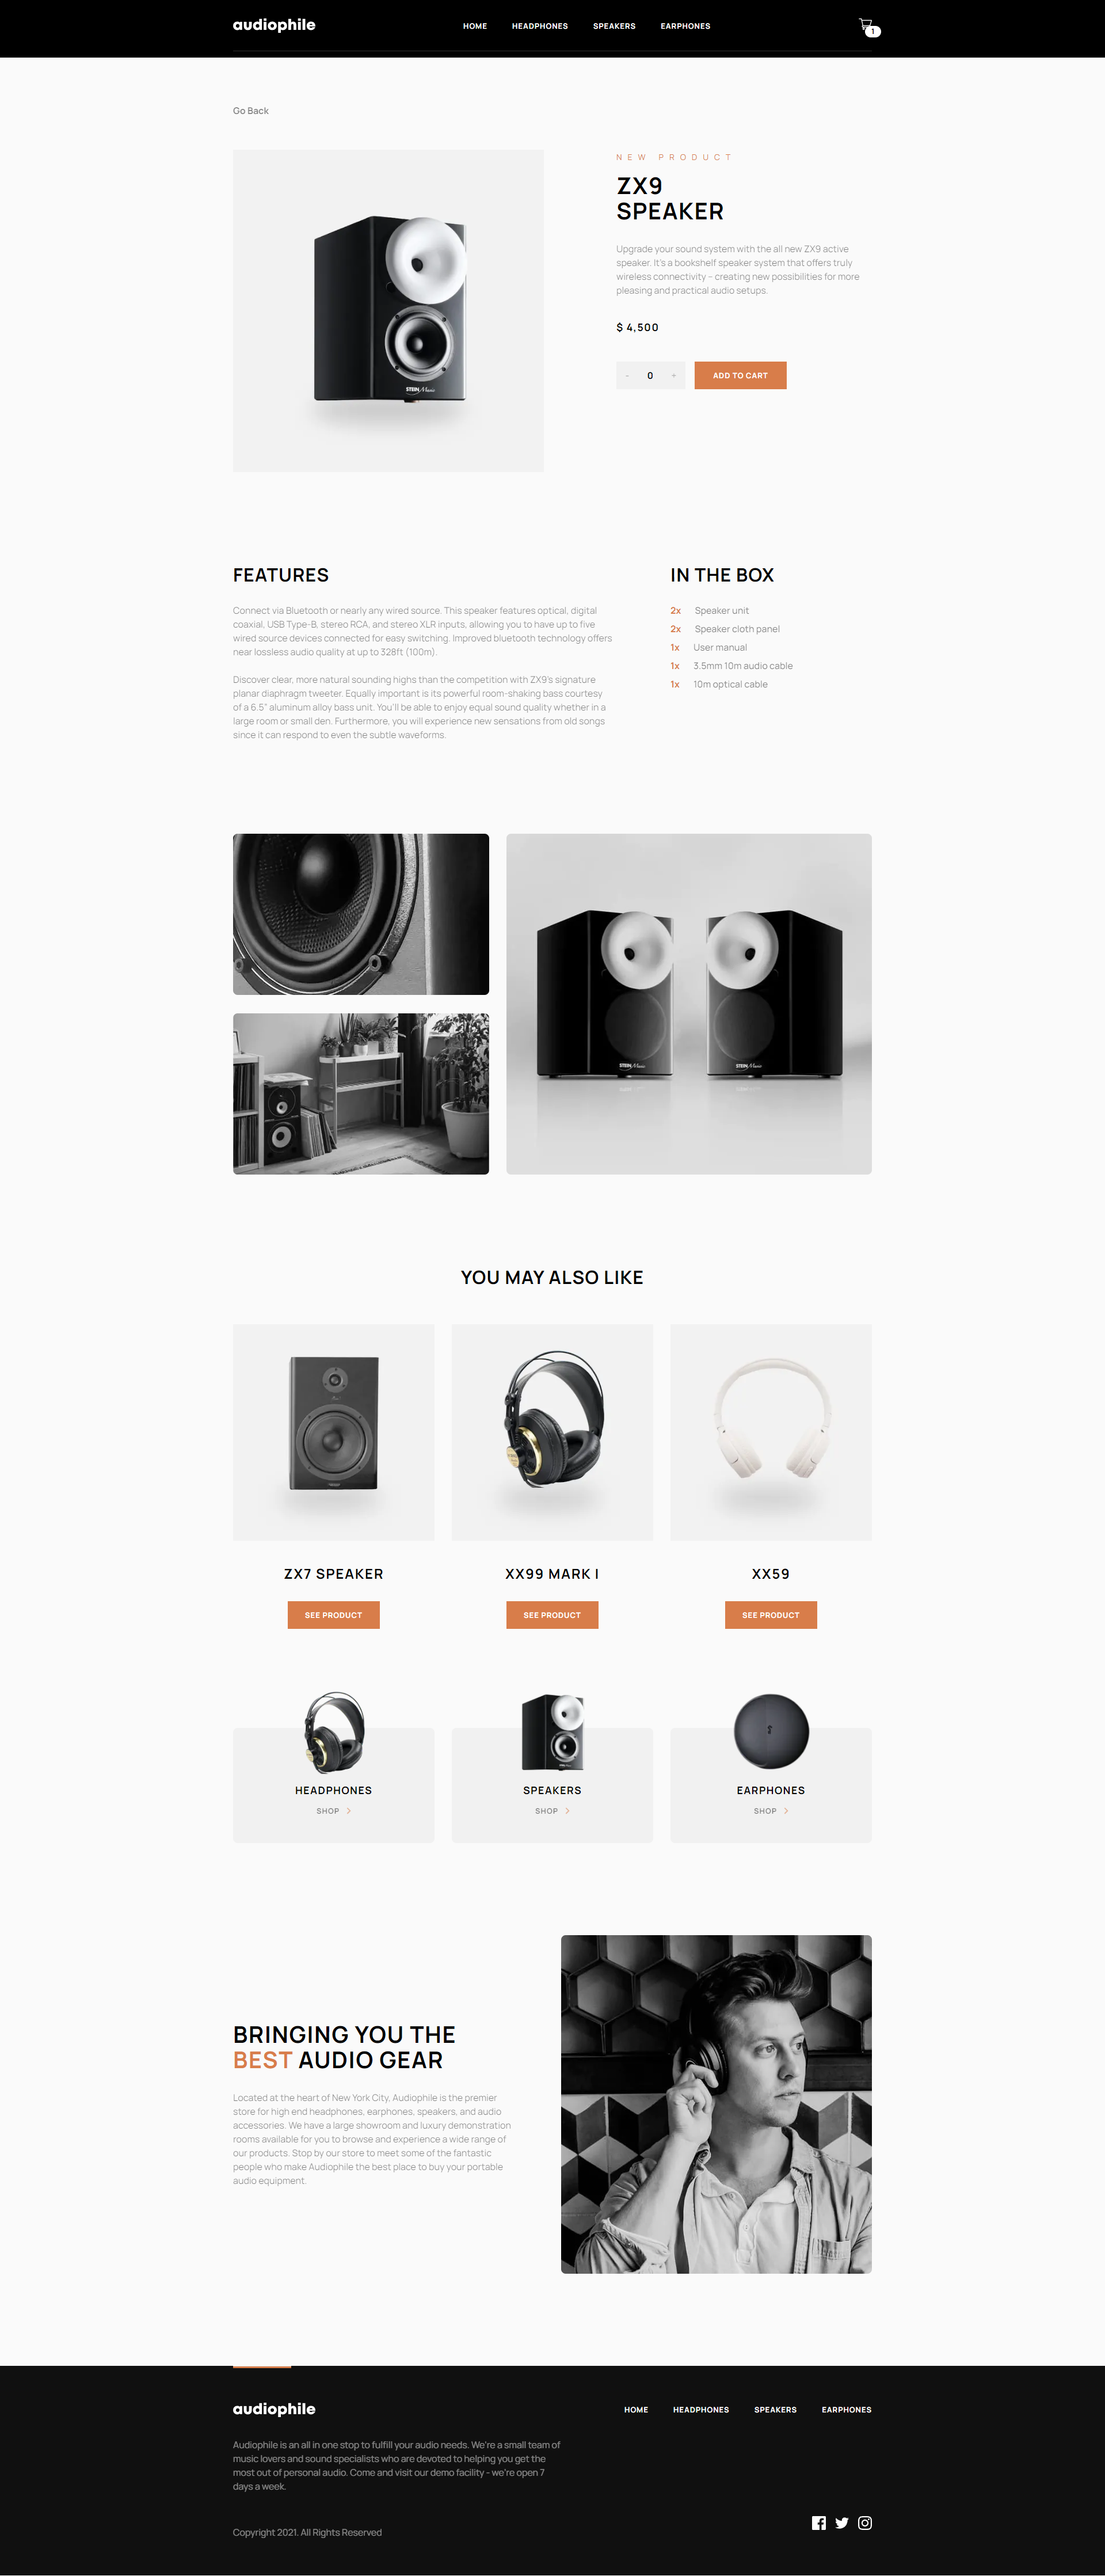 audiophile
HOME HEADPHONES SPEAKERS EARPHONES
1
Go Back
NEW PRODUCT
ZX9
SPEAKER
Upgrade your sound system with the all new ZX9 active
speaker. It's a bookshelf speaker system that offers truly
wireless connectivity – creating new possibilities for more
pleasing and practical audio setups.
$ 4,500
- 0 +
ADD TO CART
STEIN Music
FEATURES
Connect via Bluetooth or nearly any wired source. This speaker features optical, digital
coaxial, USB Type-B, stereo RCA, and stereo XLR inputs, allowing you to have up to five
wired source devices connected for easy switching. Improved bluetooth technology offers
near lossless audio quality at up to 328ft (100m).
Discover clear, more natural sounding highs than the competition with ZX9's signature
planar diaphragm tweeter. Equally important is its powerful room-shaking bass courtesy
of a 6.5" aluminum alloy bass unit. You'll be able to enjoy equal sound quality whether in a
large room or small den. Furthermore, you will experience new sensations from old songs
since it can respond to even the subtle waveforms.
IN THE BOX
2x Speaker unit
2x Speaker cloth panel
1x User manual
1x 3.5mm 10m audio cable
1x 10m optical cable
STEIN Music
STEIN Music
YOU MAY ALSO LIKE
ZX7 SPEAKER
SEE PRODUCT
XX99 MARK I
SEE PRODUCT
XX59
SEE PRODUCT
HEADPHONES
SHOP
SPEAKERS
SHOP
EARPHONES
SHOP
BRINGING YOU THE
BEST AUDIO GEAR
Located at the heart of New York City, Audiophile is the premier
store for high end headphones, earphones, speakers, and audio
accessories. We have a large showroom and luxury demonstration
rooms available for you to browse and experience a wide range of
our products. Stop by our store to meet some of the fantastic
people who make Audiophile the best place to buy your portable
audio equipment.
audiophile
HOME HEADPHONES SPEAKERS EARPHONES
Audiophile is an all in one stop to fulfill your audio needs. We're a small team of
music lovers and sound specialists who are devoted to helping you get the
most out of personal audio. Come and visit our demo facility - we're open 7
days a week.
Copyright 2021. All Rights Reserved